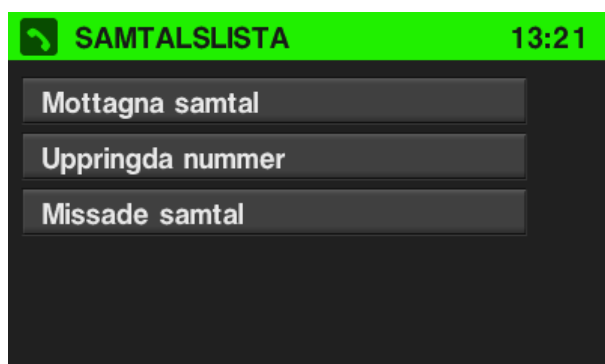 SAMTALSLISTA 13:21
Mottagna samtal
Uppringda nummer
Missade samtal